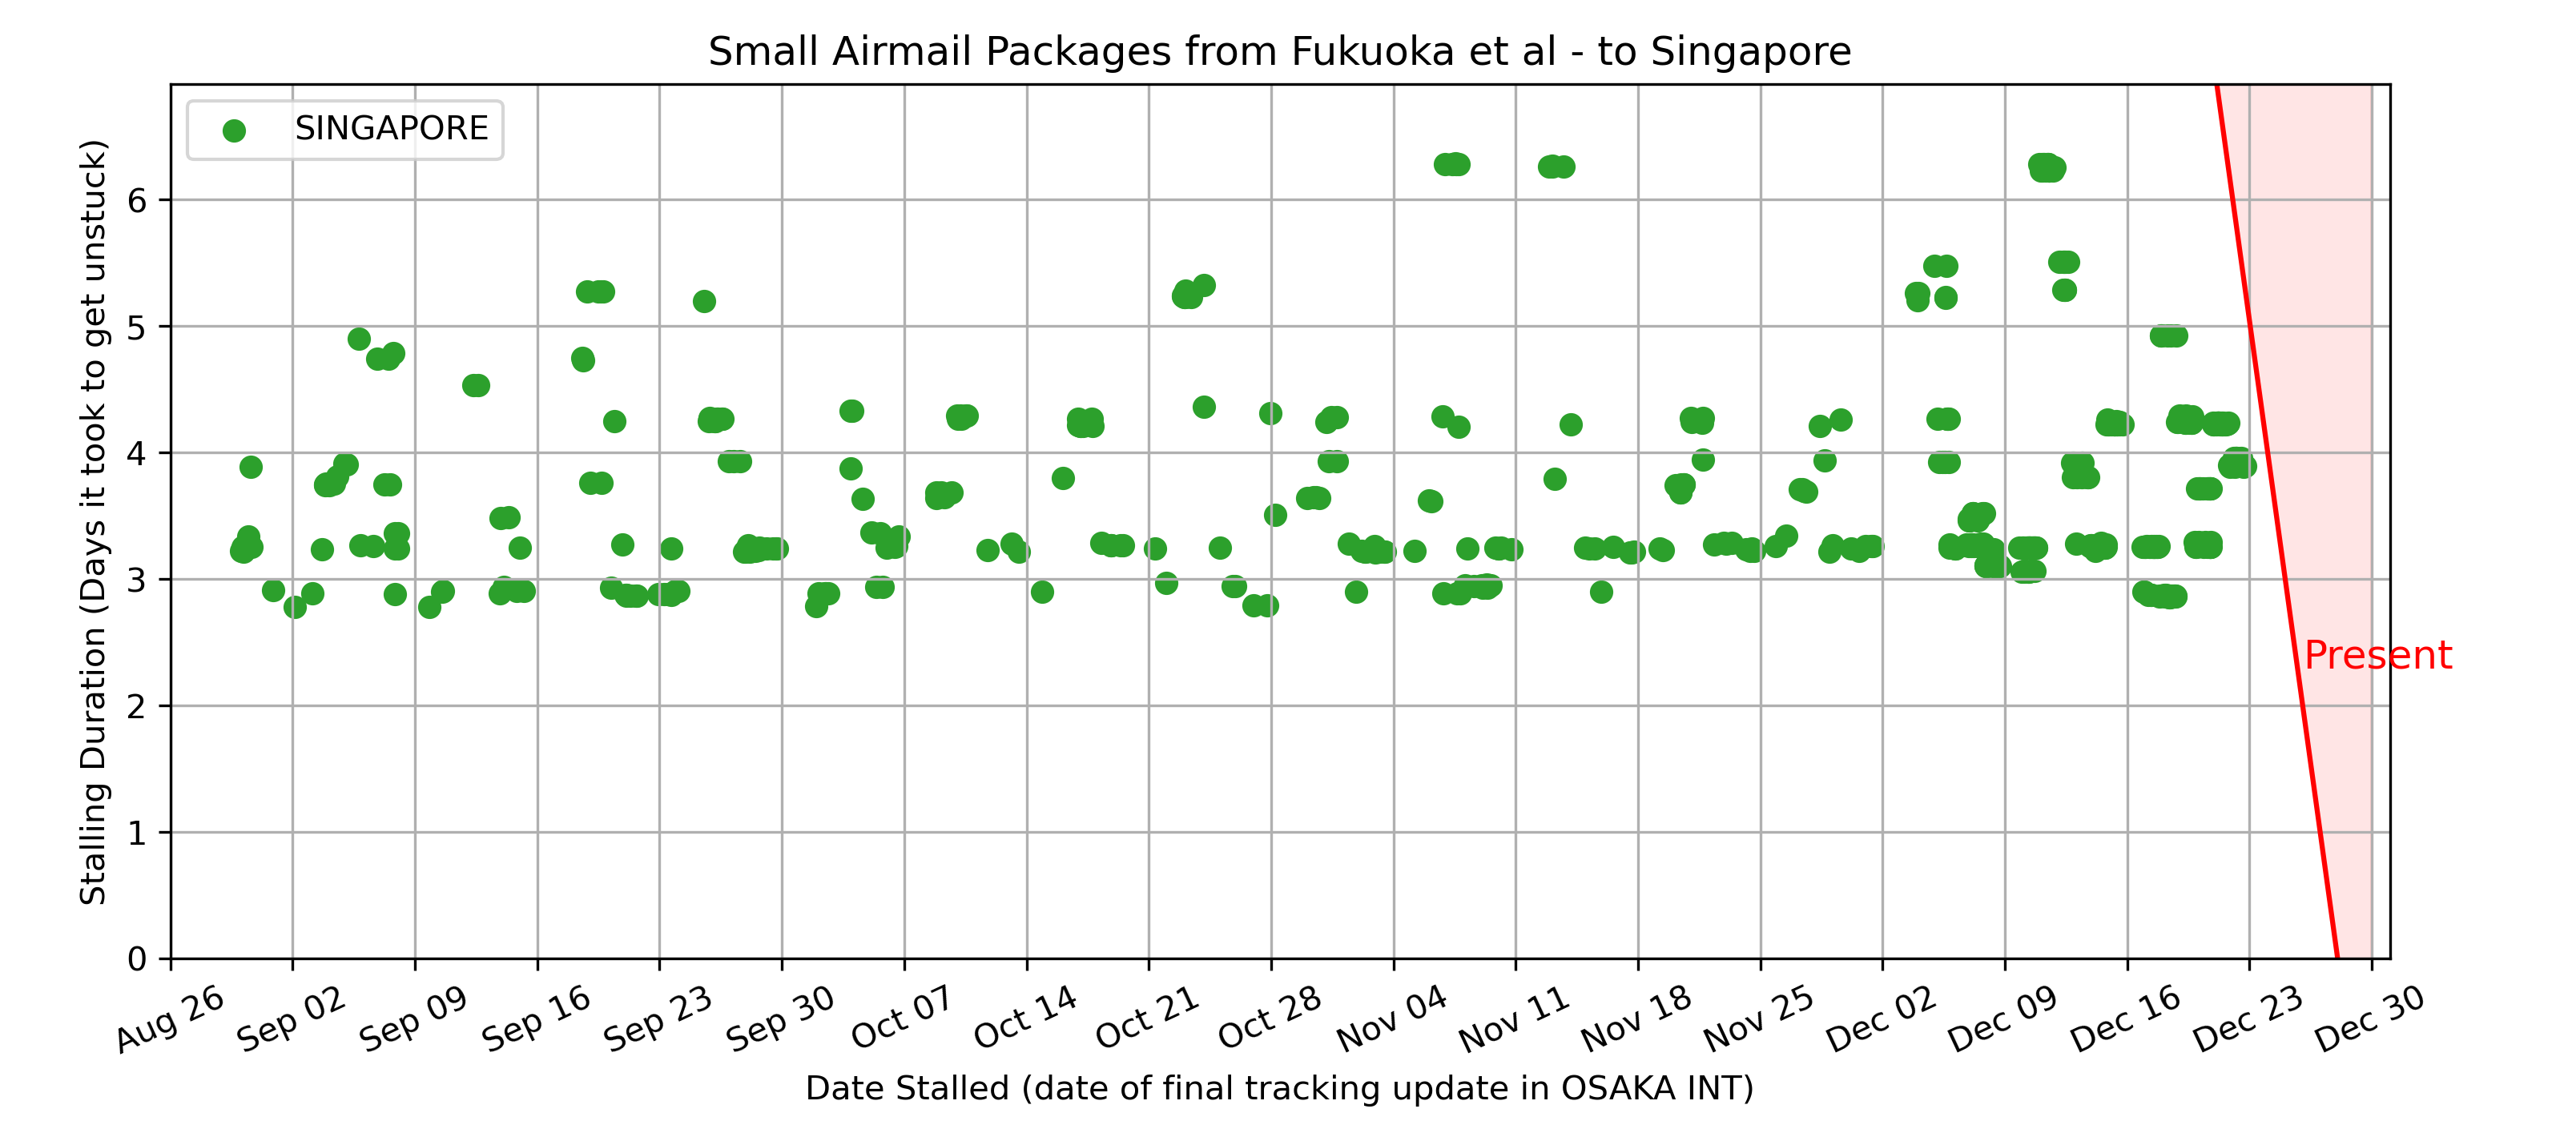 Small Airmail Packages from Fukuoka et al - to Singapore
SINGAPORE
Stalling Duration (Days it took to get unstuck)
6
5
4
3
2
1
0
Present
Aug 26
Sep 02
Sep 09
Sep 16
Sep 23
Sep 30
Oct 07
Oct 14
Oct 21
Oct 28
Nov 04
Nov 11
Nov 18
Nov 25
Dec 02
Dec 09
Dec 16
Dec 23
Dec 30
Date Stalled (date of final tracking update in OSAKA INT)